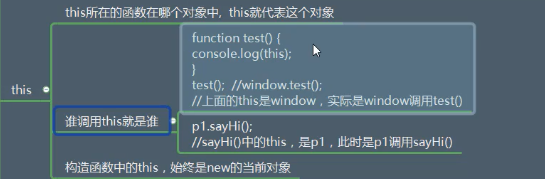 this所在的函数在哪个对象中, this就代表这个对象
function test() {
console.log(this);
}
test();  //window.test();
//上面的this是window，实际是window调用test()
this
谁调用this就是谁
p1.sayHi();
//sayHi()中的this，是p1，此时是p1调用sayHi()
构造函数中的this，始终是new的当前对象